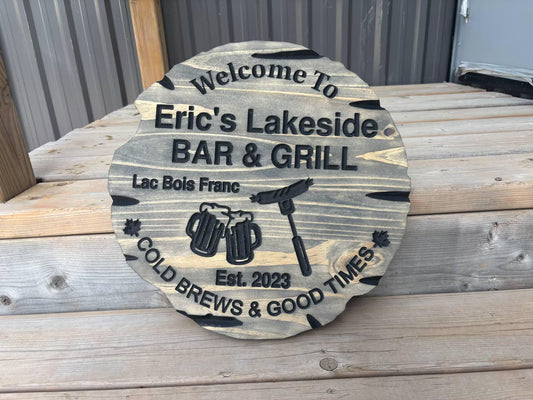 Welcome To
Eric's Lakeside
BAR & GRILL
Lac Bois Franc
Est. 2023
COLD BREWS & GOOD TIMES